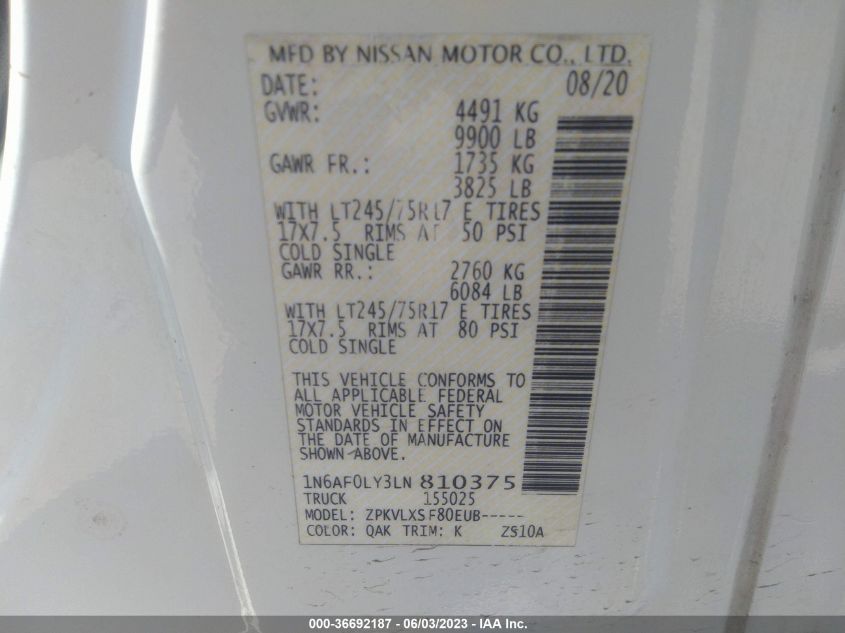 MFD BY NISSAN MOTOR CO., LTD.
DATE: 08/20
GVWR: 4491 KG
9900 LB
GAWR FR.: 1735 KG
3825 LB
WITH LT245/75R17 E TIRES
17X7.5 RIMS AT 50 PSI
COLD SINGLE
GAWR RR.: 2760 KG
6084 LB
WITH LT245/75R17 E TIRES
17X7.5 RIMS AT 80 PSI
COLD SINGLE
THIS VEHICLE CONFORMS TO
ALL APPLICABLE FEDERAL
MOTOR VEHICLE SAFETY
STANDARDS IN EFFECT ON
THE DATE OF MANUFACTURE
SHOWN ABOVE.
1N6AF0LY3LN 810375
TRUCK 155025
MODEL: ZPKVLXSF80EUB-----
COLOR: QAK TRIM: K ZS10A
000-36692187 - 06/03/2023 - IAA Inc.